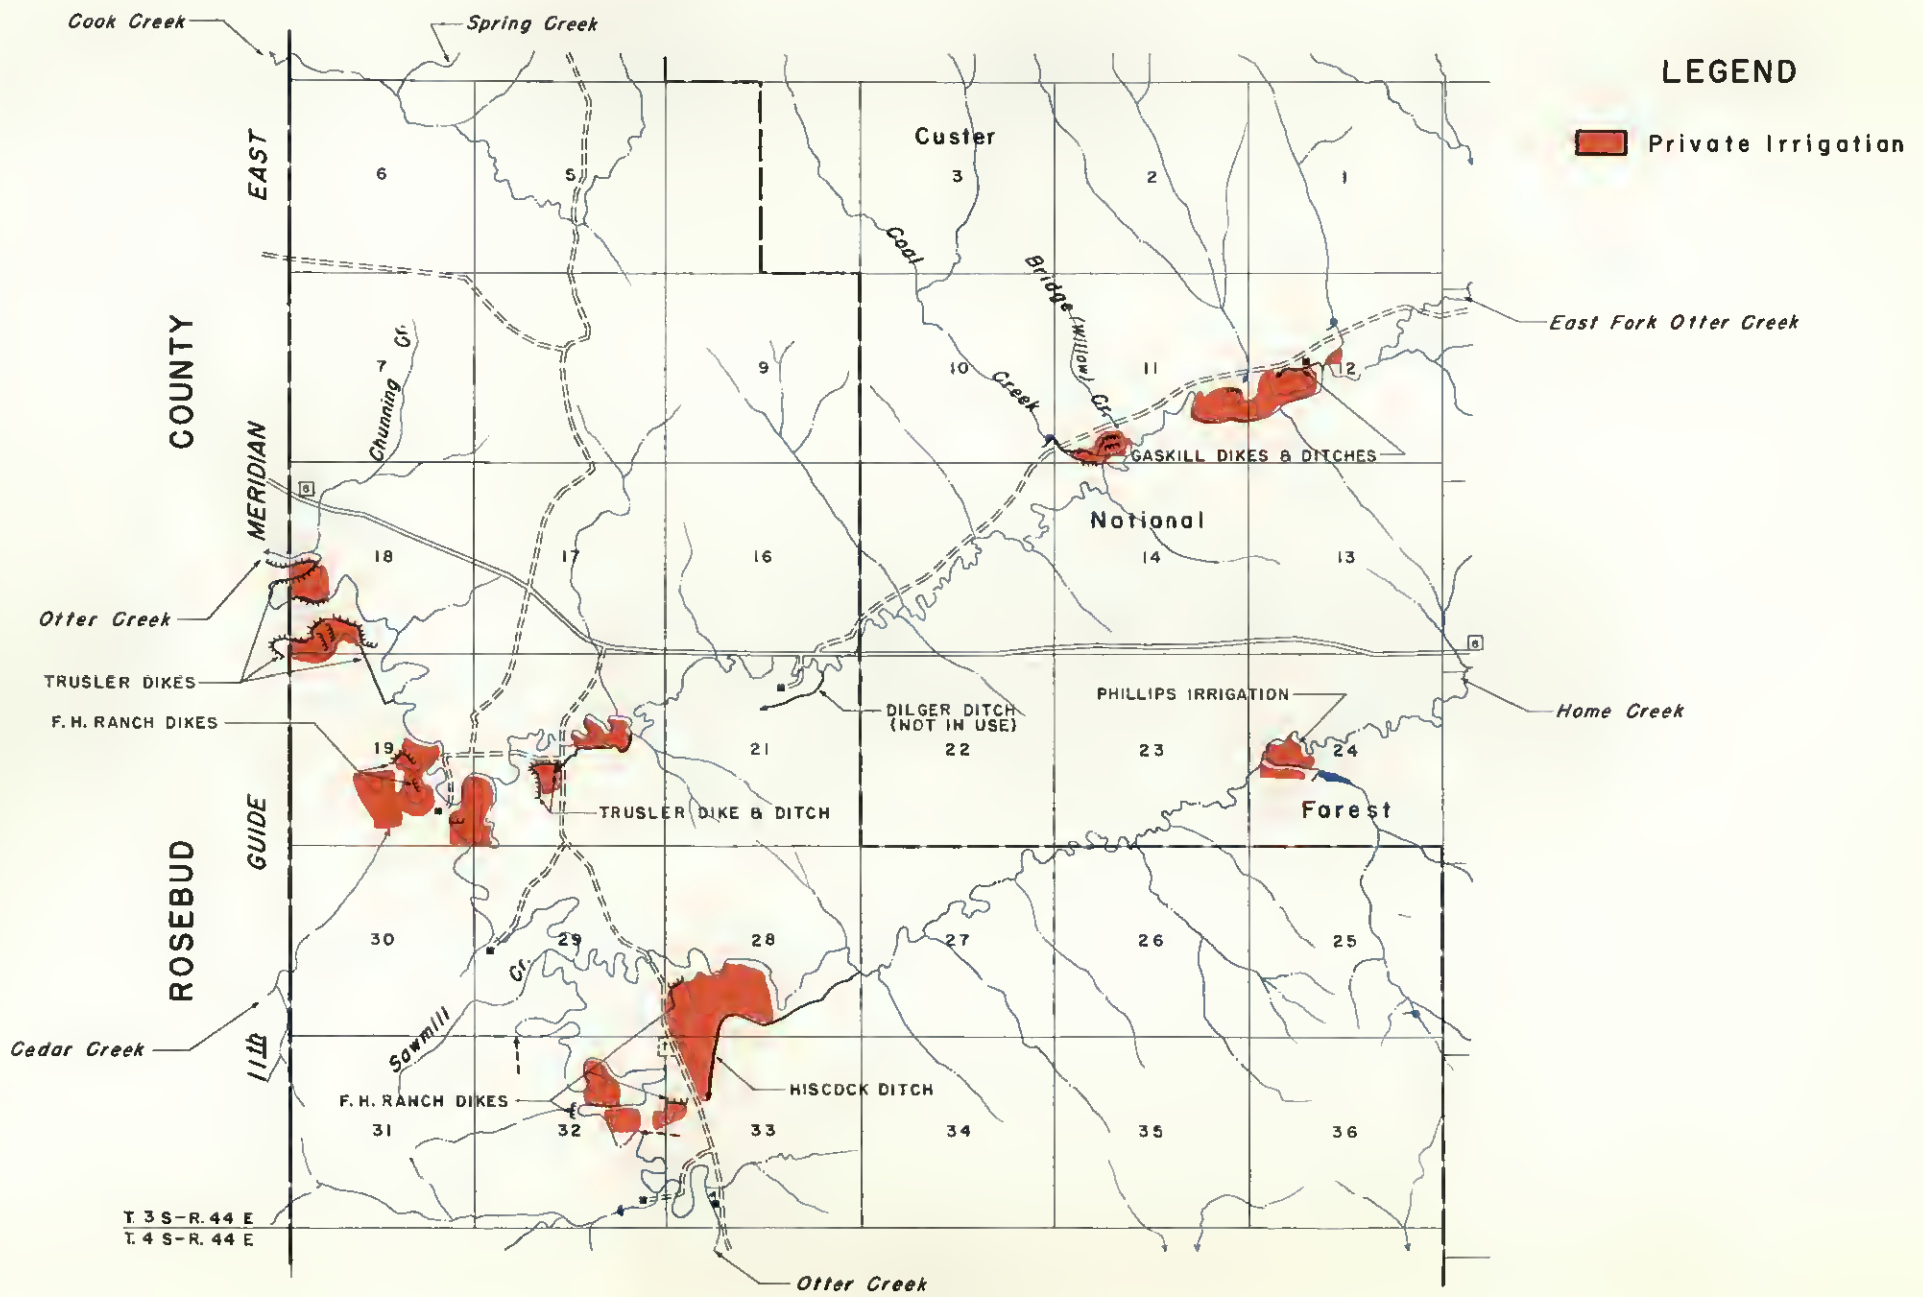 Cook Creek
Spring Creek
LEGEND
Private Irrigation
EAST
MERIDIAN
GUIDE
11th
COUNTY
ROSEBUD
Custer
6
5
3
2
1
Coal
Creek
Bridge (Willow) Cr.
East Fork Otter Creek
7
Chunning Cr.
9
10
11
12
GASKILL DIKES & DITCHES
6
National
18
17
16
14
13
Otter Creek
6
TRUSLER DIKES
F. H. RANCH DIKES
PHILLIPS IRRIGATION
DILGER DITCH
(NOT IN USE)
Home Creek
19
21
22
23
24
TRUSLER DIKE & DITCH
Forest
30
29
28
27
26
25
Sawmill Cr.
Cedar Creek
HISCOCK DITCH
F. H. RANCH DIKES
31
32
33
34
35
36
T. 3 S-R. 44 E
T. 4 S-R. 44 E
Otter Creek